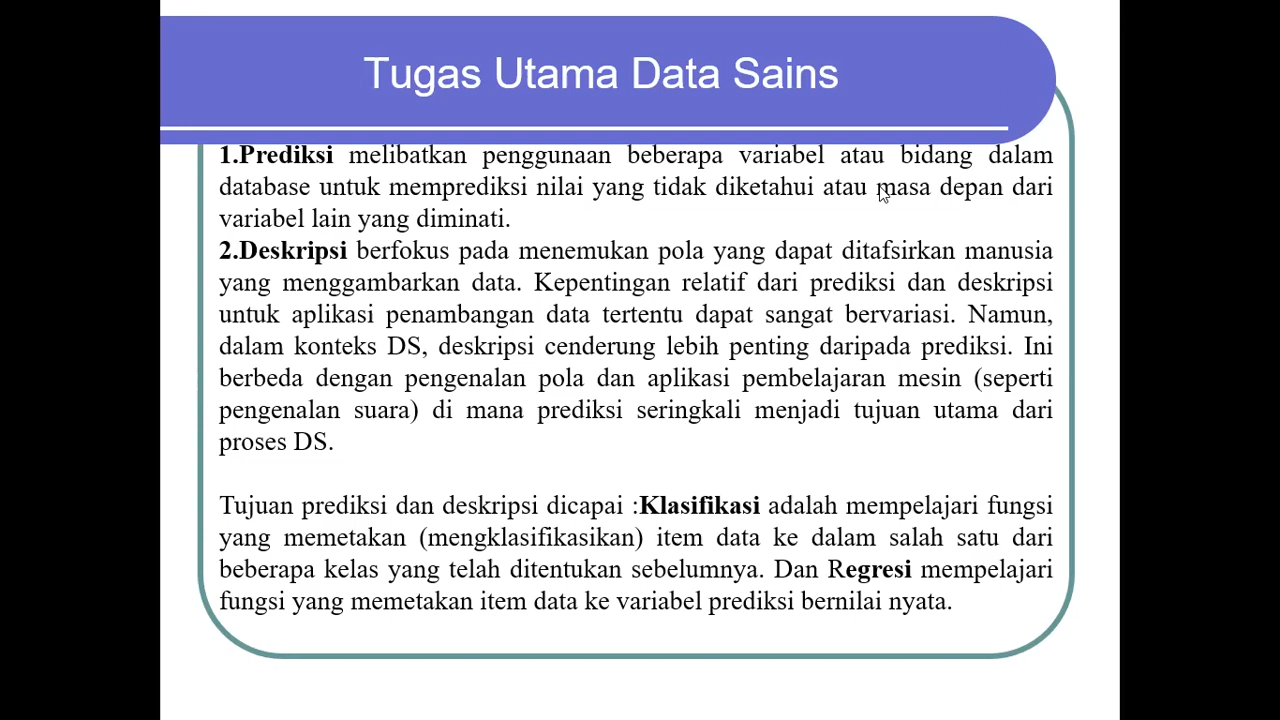 Tugas Utama Data Sains
1.Prediksi melibatkan penggunaan beberapa variabel atau bidang dalam
database untuk memprediksi nilai yang tidak diketahui atau masa depan dari
variabel lain yang diminati.
2.Deskripsi berfokus pada menemukan pola yang dapat ditafsirkan manusia
yang menggambarkan data. Kepentingan relatif dari prediksi dan deskripsi
untuk aplikasi penambangan data tertentu dapat sangat bervariasi. Namun,
dalam konteks DS, deskripsi cenderung lebih penting daripada prediksi. Ini
berbeda dengan pengenalan pola dan aplikasi pembelajaran mesin (seperti
pengenalan suara) di mana prediksi seringkali menjadi tujuan utama dari
proses DS.
Tujuan prediksi dan deskripsi dicapai :Klasifikasi adalah mempelajari fungsi
yang memetakan (mengklasifikasikan) item data ke dalam salah satu dari
beberapa kelas yang telah ditentukan sebelumnya. Dan Regresi mempelajari
fungsi yang memetakan item data ke variabel prediksi bernilai nyata.